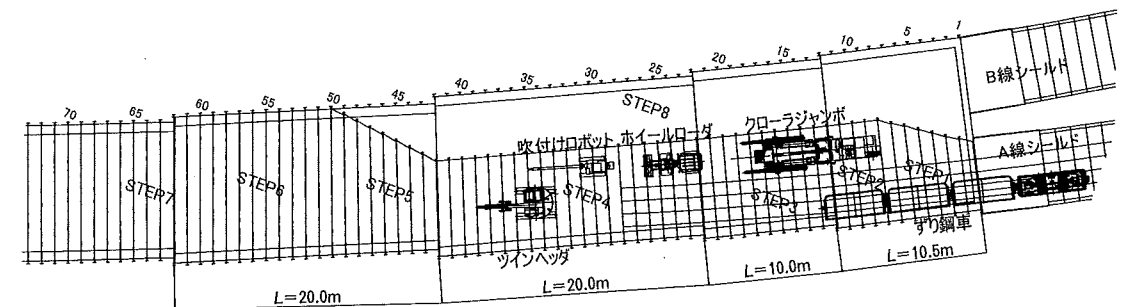 1
5
10
15
20
25
30
35
40
45
50
55
60
65
70
B線シールド
A線シールド
STEP8
クローラジャンボ
吹付けロボット ホイールローダ
STEP7
STEP6
STEP5
STEP4
STEP3
STEP2
STEP1
ずり鋼車
ツインヘッダ
L=20.0m
L=20.0m
L=10.0m
L=10.5m